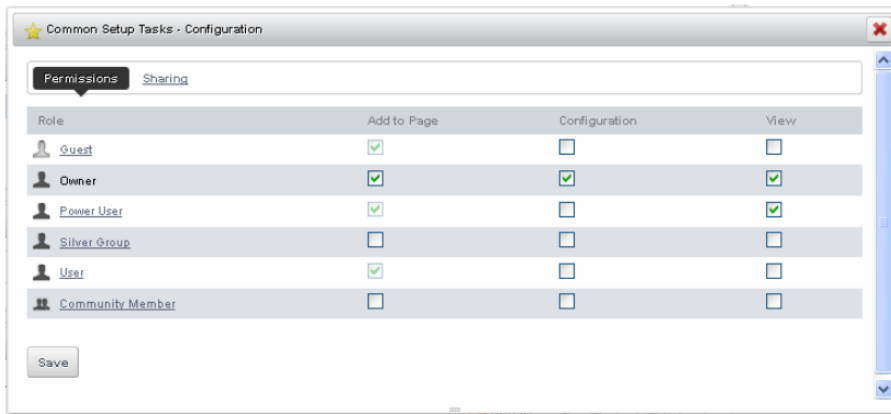 Common Setup Tasks - Configuration
Permissions Sharing
Role Add to Page Configuration View
Guest
Owner
Power User
Silver Group
User
Community Member
Save